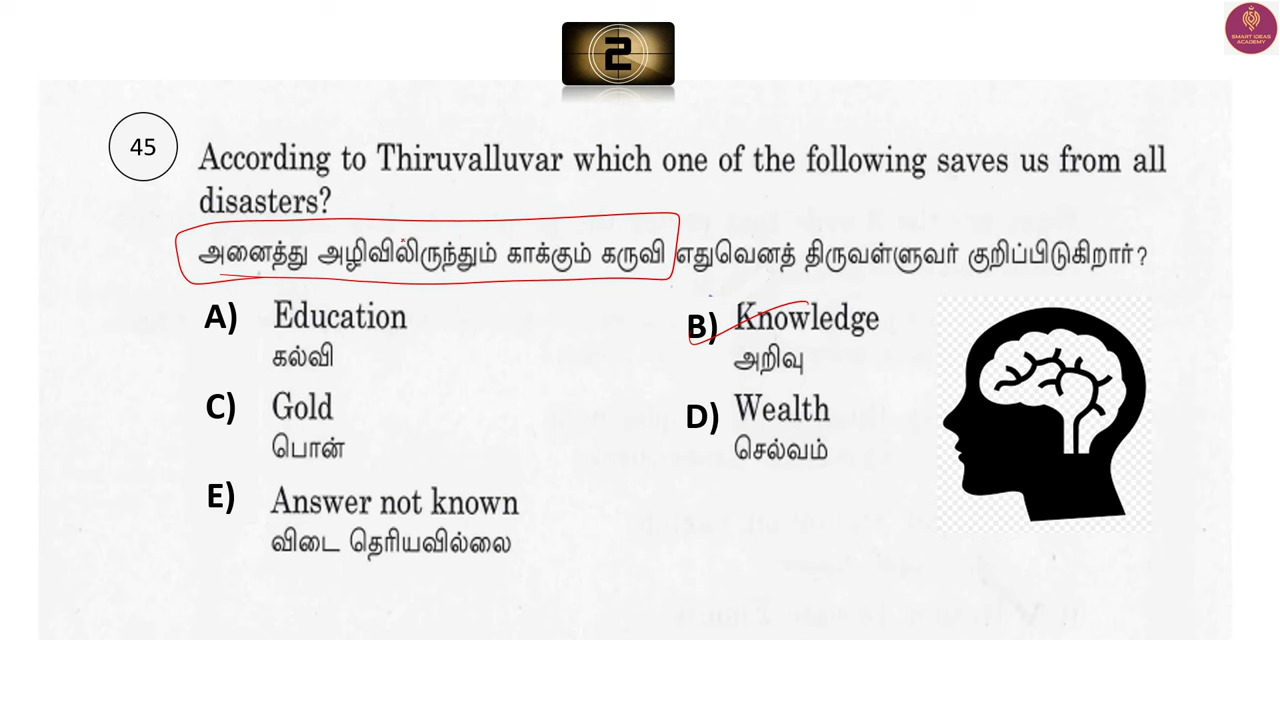 2
SMART IDEAS
ACADEMY
45
According to Thiruvalluvar which one of the following saves us from all
disasters?
அனைத்து அழிவிலிருந்தும் காக்கும் கருவி எதுவெனத் திருவள்ளுவர் குறிப்பிடுகிறார்?
A) Education
கல்வி
B) Knowledge
அறிவு
C) Gold
பொன்
D) Wealth
செல்வம்
E) Answer not known
விடை தெரியவில்லை